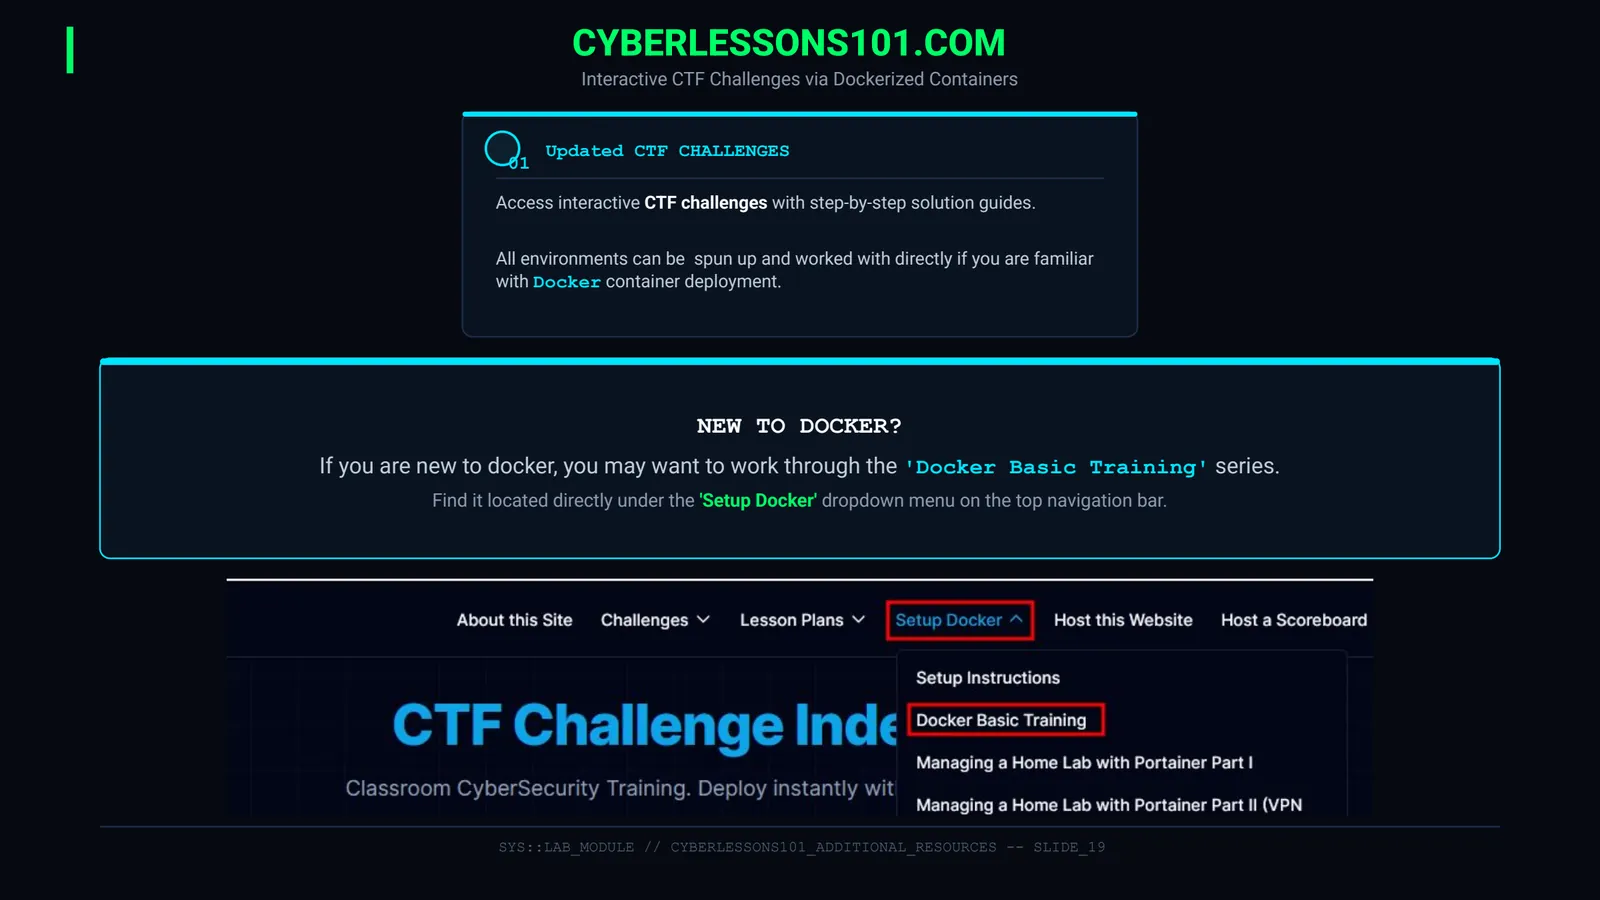 CYBERLESSONS101.COM
Interactive CTF Challenges via Dockerized Containers
01
Updated CTF CHALLENGES
Access interactive CTF challenges with step-by-step solution guides.
All environments can be  spun up and worked with directly if you are familiar
with Docker container deployment.
NEW TO DOCKER?
If you are new to docker, you may want to work through the 'Docker Basic Training' series.
Find it located directly under the 'Setup Docker' dropdown menu on the top navigation bar.
About this Site Challenges Lesson Plans Setup Docker Host this Website Host a Scoreboard
Setup Instructions
Docker Basic Training
Managing a Home Lab with Portainer Part I
Managing a Home Lab with Portainer Part II (VPN
CTF Challenge Inde
Classroom CyberSecurity Training. Deploy instantly wit
SYS::LAB_MODULE // CYBERLESSONS101_ADDITIONAL_RESOURCES -- SLIDE_19